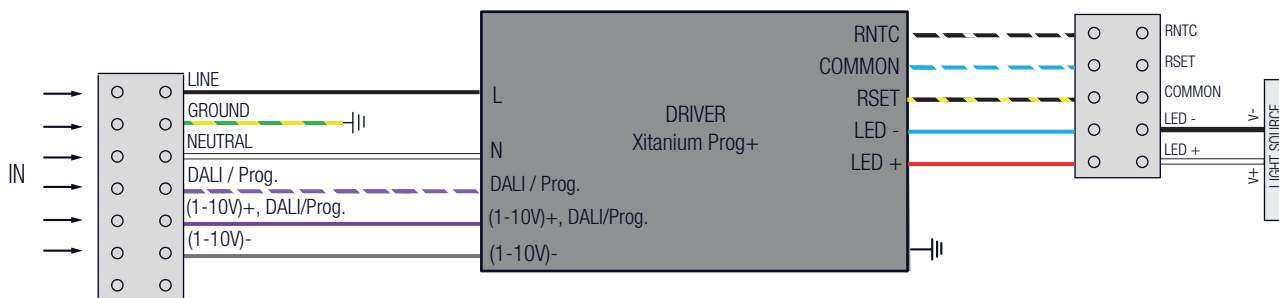 IN
LINE
GROUND
NEUTRAL
DALI / Prog.
(1-10V)+, DALI/Prog.
(1-10V)-
L
N
DALI / Prog.
(1-10V)+, DALI/Prog.
(1-10V)-
DRIVER
Xitanium Prog+
RNTC
COMMON
RSET
LED -
LED +
RNTC
RSET
COMMON
LED -
LED +
V-
V+
LIGHT SOURCE